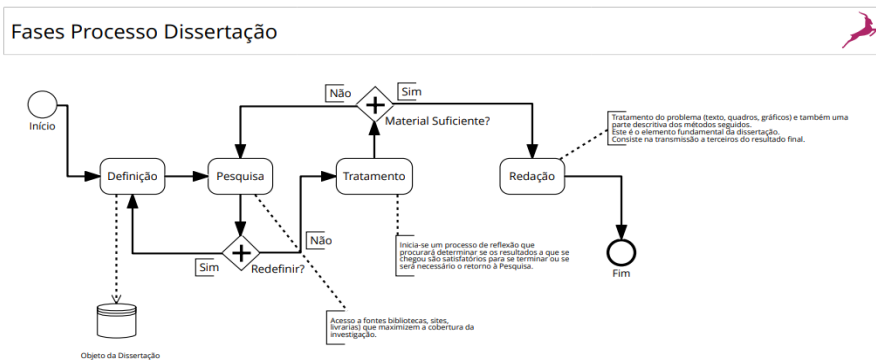 Fases Processo Dissertação
Início
Não
Sim
Material Suficiente?
Tratamento do problema (texto, quadros, gráficos) e também uma
parte descritiva dos métodos seguidos.
Este é o elemento fundamental da dissertação.
Consiste na transmissão a terceiros do resultado final.
Definição
Pesquisa
Tratamento
Redação
Não
Sim
Redefinir?
Inicia-se um processo de reflexão que
procurará determinar se os resultados a que se
chegou são satisfatórios para se terminar ou se
será necessário o retorno à Pesquisa.
Fim
Acesso a fontes bibliotecas, sites,
livrarias) que maximizem a cobertura da
investigação.
Objeto da Dissertação